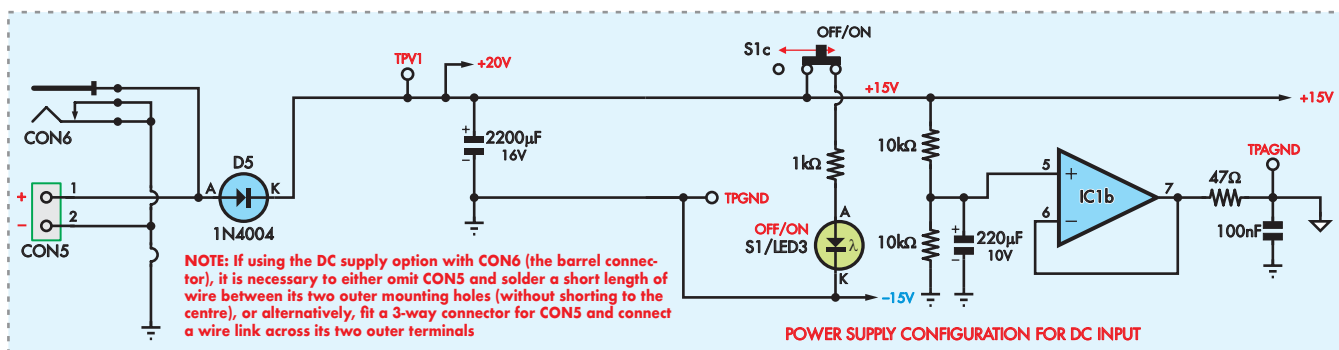 OFF/ON
S1c
TPV1
+20V
+15V
+15V
CON6
2200µF
16V
+
–
D5
A
K
1N4004
+
1
–
2
CON5
TPGND
1kΩ
10kΩ
10kΩ
OFF/ON
S1/LED3
A
λ
K
–15V
+
–
220µF
10V
5
+
6
–
IC1b
7
47Ω
TPAGND
100nF
NOTE: If using the DC supply option with CON6 (the barrel connec-
tor), it is necessary to either omit CON5 and solder a short length of
wire between its two outer mounting holes (without shorting to the
centre), or alternatively, fit a 3-way connector for CON5 and connect
a wire link across its two outer terminals
POWER SUPPLY CONFIGURATION FOR DC INPUT